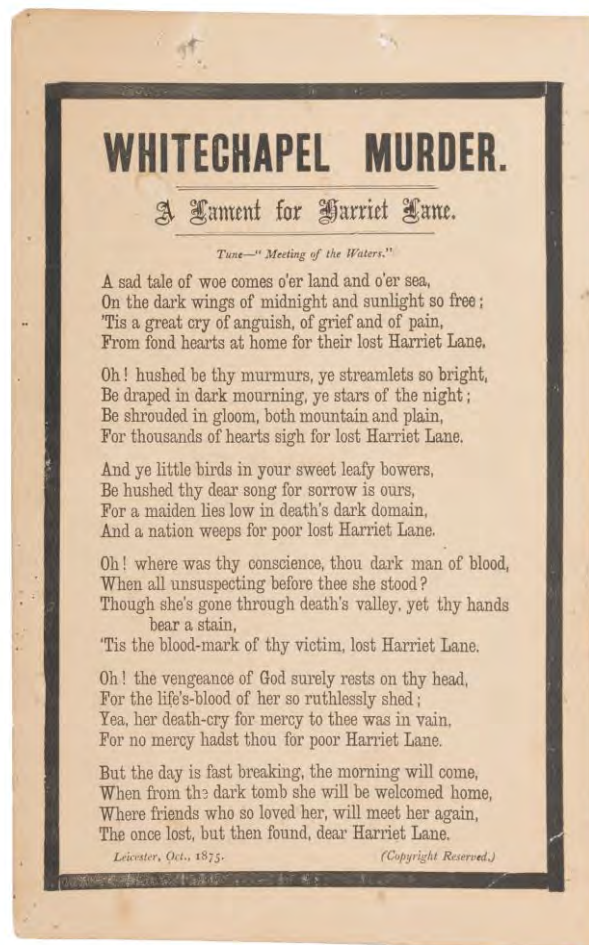 WHITECHAPEL MURDER.
A Lament for Harriet Lane.
Tune—" Meeting of the Waters."
A sad tale of woe comes o'er land and o'er sea,
On the dark wings of midnight and sunlight so free ;
'Tis a great cry of anguish, of grief and of pain,
From fond hearts at home for their lost Harriet Lane.
Oh ! hushed be thy murmurs, ye streamlets so bright,
Be draped in dark mourning, ye stars of the night ;
Be shrouded in gloom, both mountain and plain,
For thousands of hearts sigh for lost Harriet Lane.
And ye little birds in your sweet leafy bowers,
Be hushed thy dear song for sorrow is ours,
For a maiden lies low in death's dark domain,
And a nation weeps for poor lost Harriet Lane.
Oh ! where was thy conscience, thou dark man of blood,
When all unsuspecting before thee she stood ?
Though she's gone through death's valley, yet thy hands
bear a stain,
'Tis the blood-mark of thy victim, lost Harriet Lane.
Oh ! the vengeance of God surely rests on thy head,
For the life's-blood of her so ruthlessly shed ;
Yea, her death-cry for mercy to thee was in vain,
For no mercy hadst thou for poor Harriet Lane.
But the day is fast breaking, the morning will come,
When from the dark tomb she will be welcomed home,
Where friends who so loved her, will meet her again,
The once lost, but then found, dear Harriet Lane.
Leicester, Oct., 1875. (Copyright Reserved.)